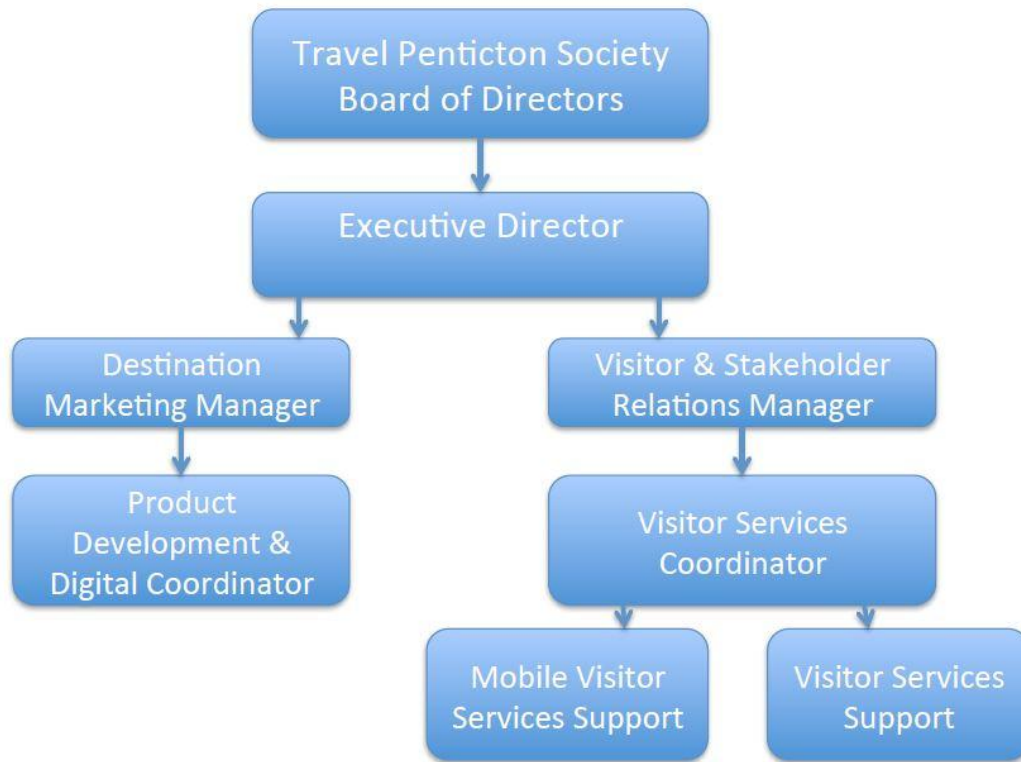 Travel Penticton Society
Board of Directors
Executive Director
Destination
Marketing Manager
Visitor & Stakeholder
Relations Manager
Product
Development &
Digital Coordinator
Visitor Services
Coordinator
Mobile Visitor
Services Support
Visitor Services
Support